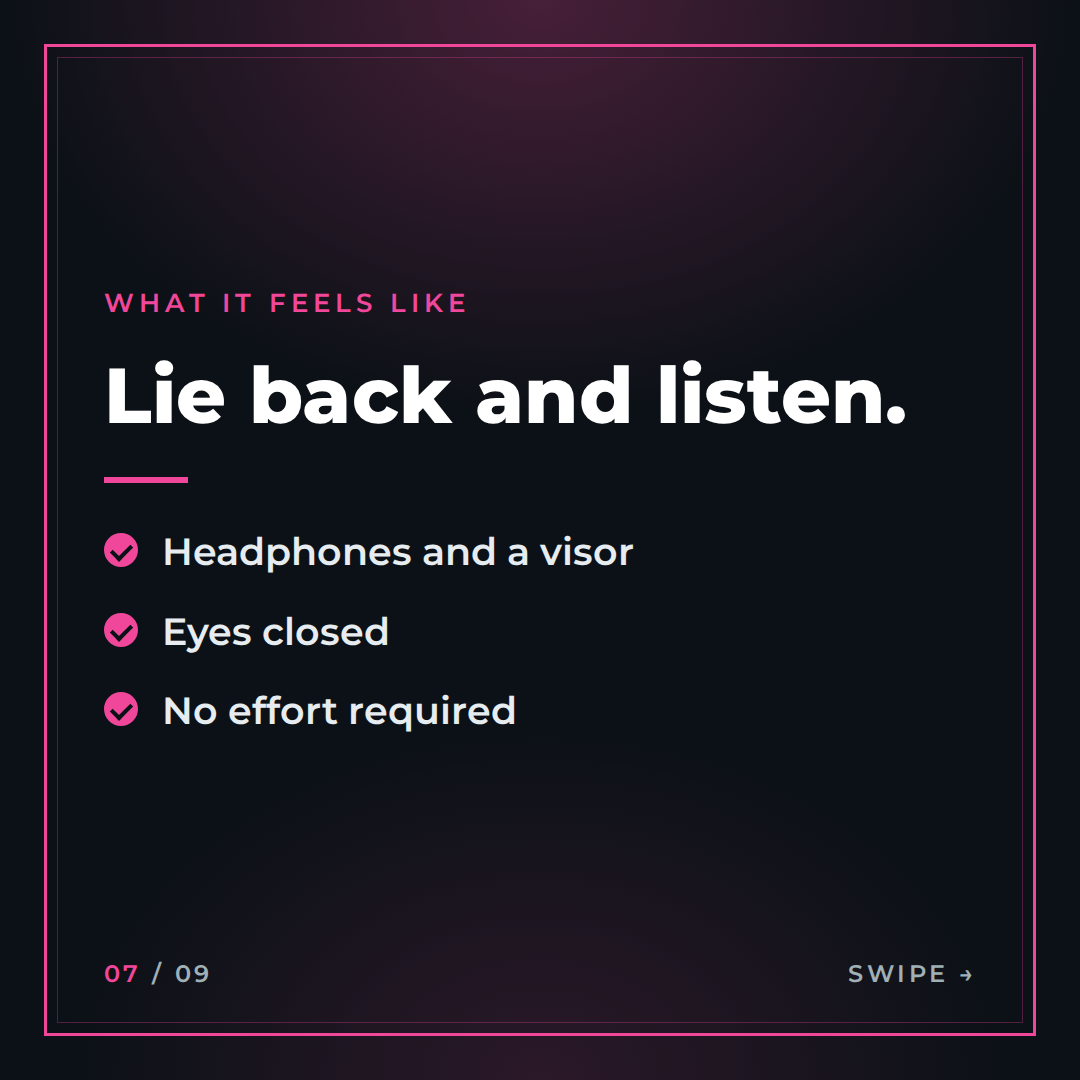 WHAT IT FEELS LIKE
Lie back and listen.
Headphones and a visor
Eyes closed
No effort required
07 / 09
SWIPE →